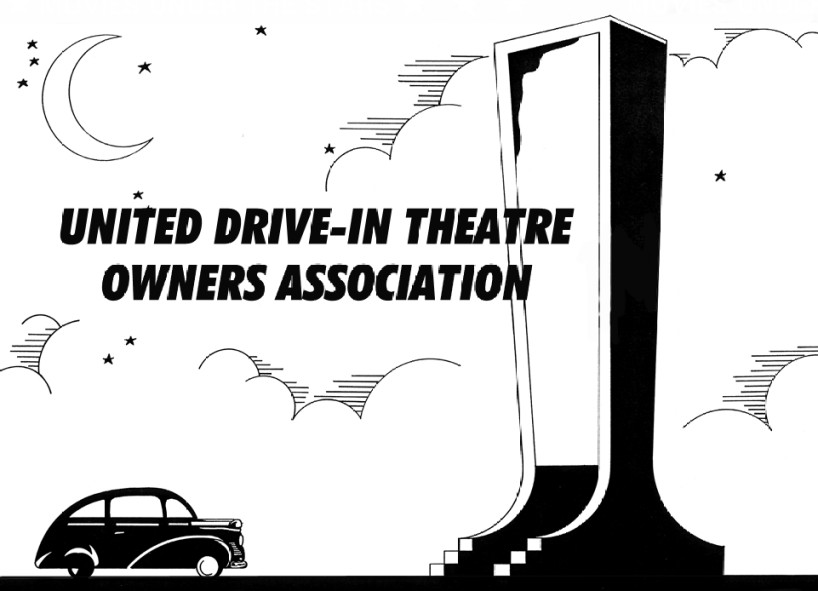 UNITED DRIVE-IN THEATRE
OWNERS ASSOCIATION